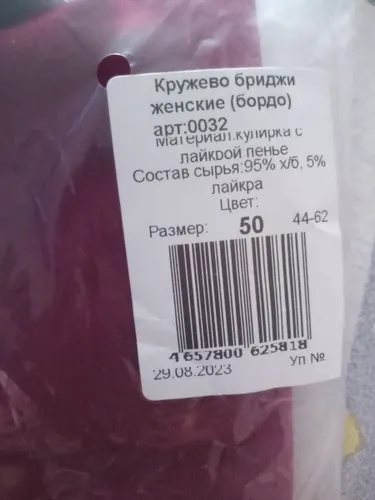 Кружево бриджи
женские (бордо)
арт:0032
Материал:кулирка с
лайкрой пенье
Состав сырья:95% х/б, 5%
лайкра
Цвет:
Размер: 50 44-62
4 657800 625818
29.08.2023 Уп №